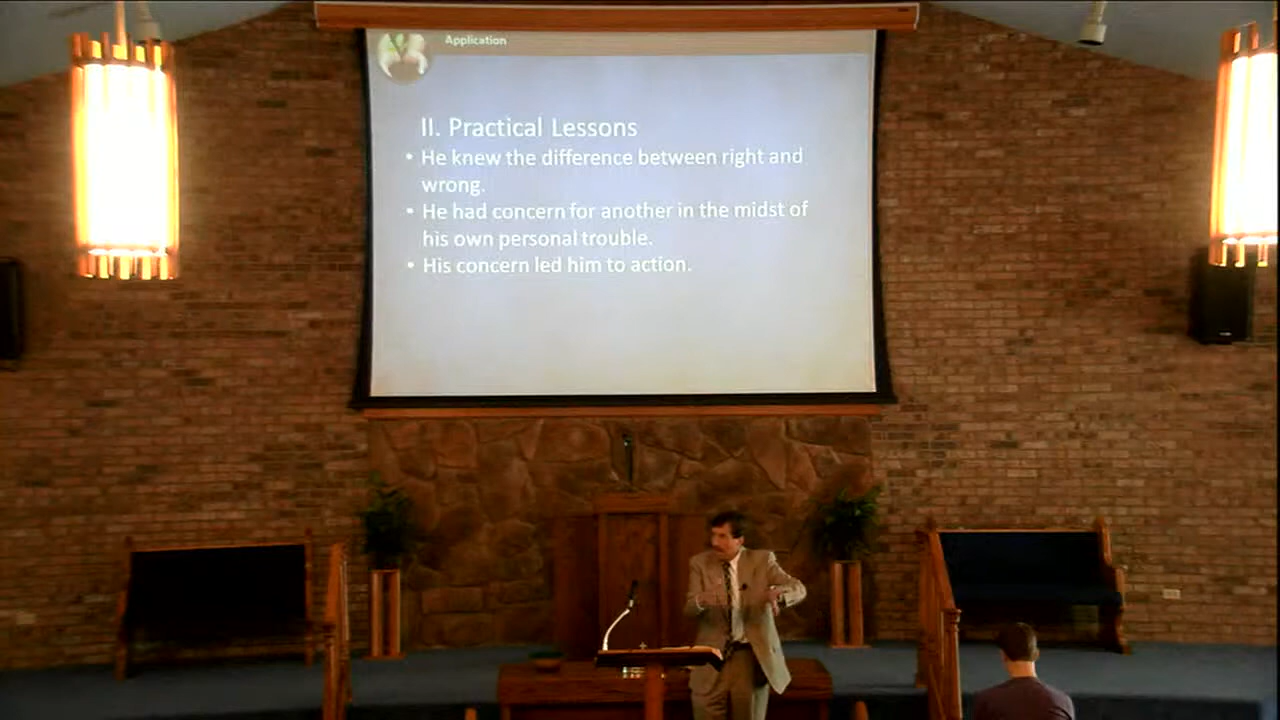 Application
II. Practical Lessons
• He knew the difference between right and
wrong.
• He had concern for another in the midst of
his own personal trouble.
• His concern led him to action.